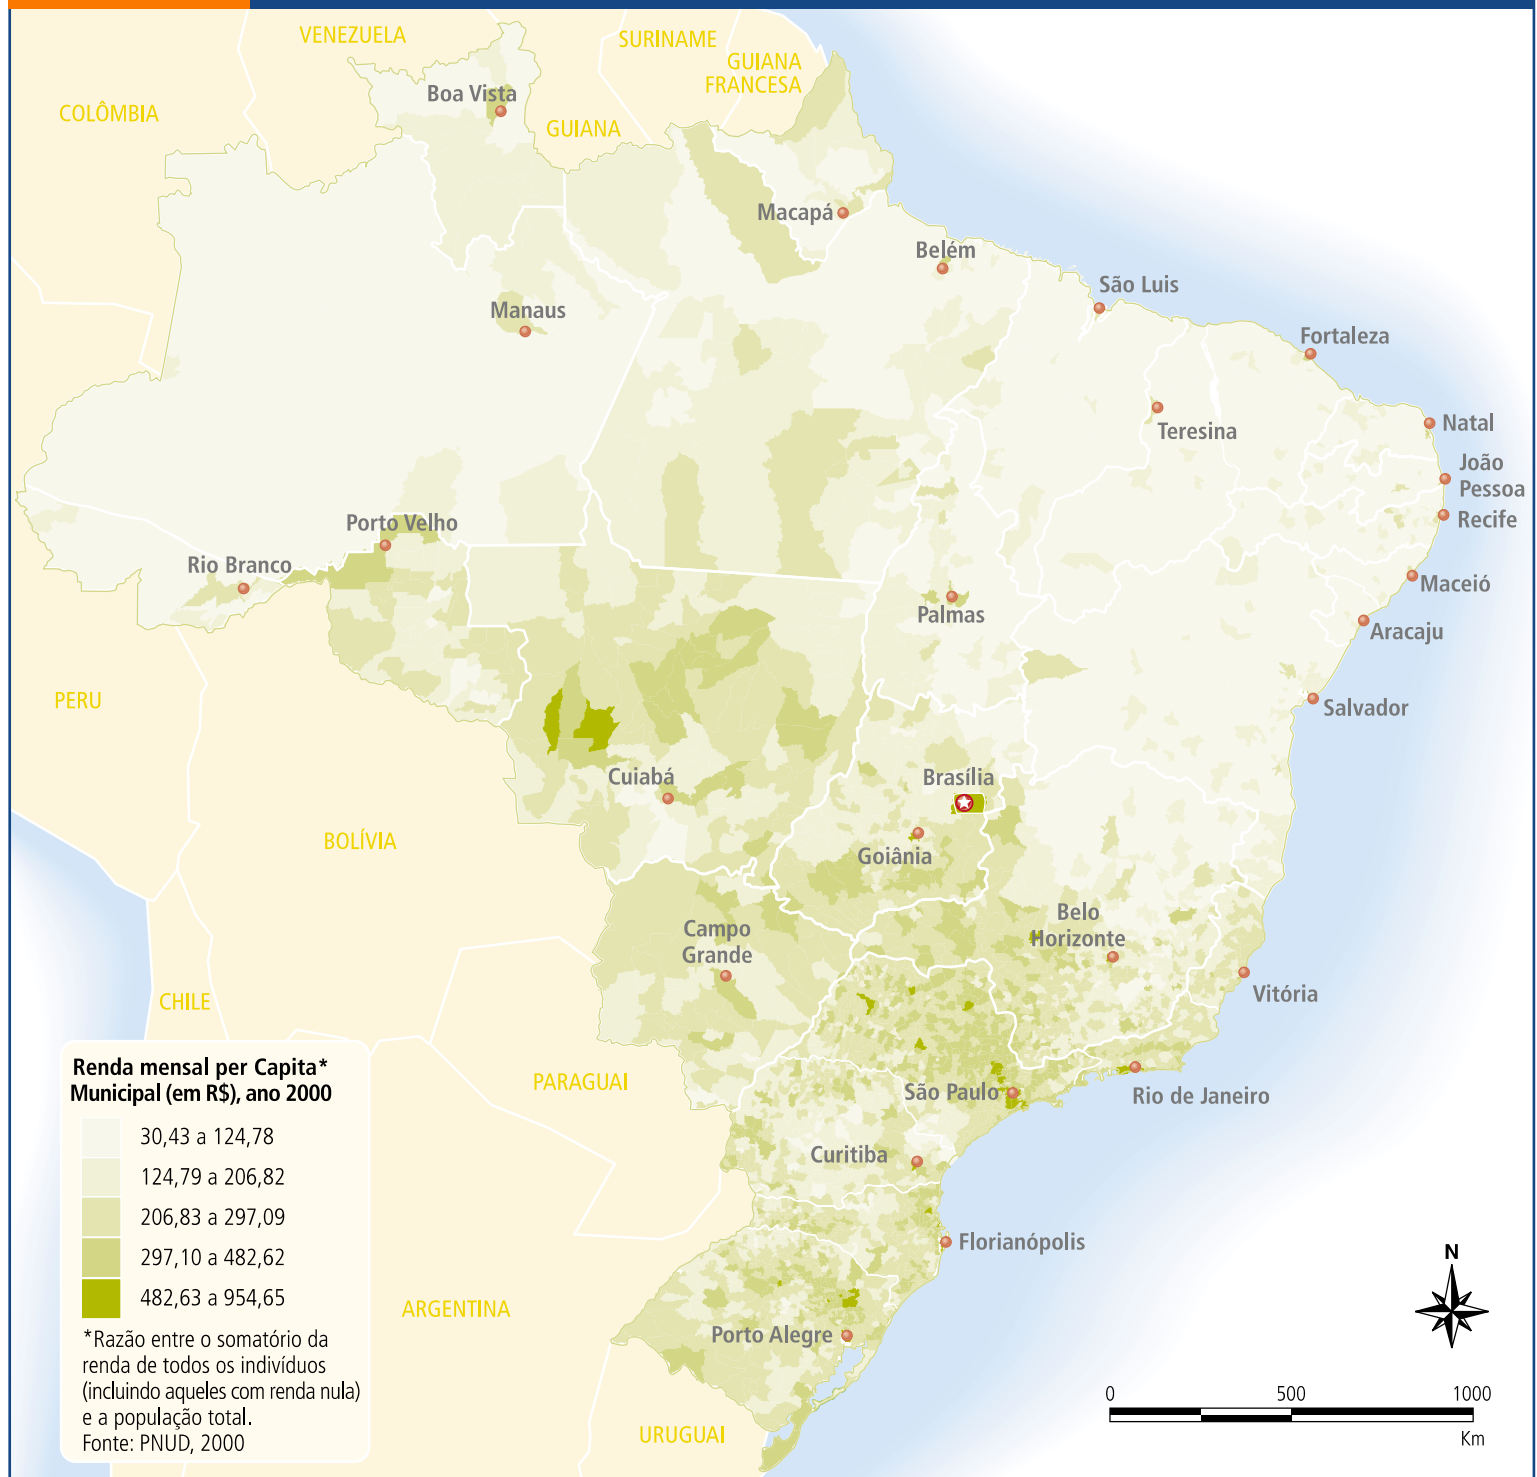 VENEZUELA
SURINAME
GUIANA
FRANCESA
COLÔMBIA
Boa Vista
GUIANA
Macapá
Belém
São Luis
Manaus
Fortaleza
Teresina
Natal
João
Pessoa
Recife
Porto Velho
Rio Branco
Maceió
Palmas
Aracaju
PERU
Salvador
Cuiabá
Brasília
BOLÍVIA
Goiânia
Belo
Horizonte
Campo
Grande
Vitória
CHILE
PARAGUAI
São Paulo
Rio de Janeiro
Curitiba
Florianópolis
ARGENTINA
Porto Alegre
URUGUAI
Renda mensal per Capita*
Municipal (em R$), ano 2000
30,43 a 124,78
124,79 a 206,82
206,83 a 297,09
297,10 a 482,62
482,63 a 954,65
*Razão entre o somatório da
renda de todos os indivíduos
(incluindo aqueles com renda nula)
e a população total.
Fonte: PNUD, 2000
N
0 500 1000
Km